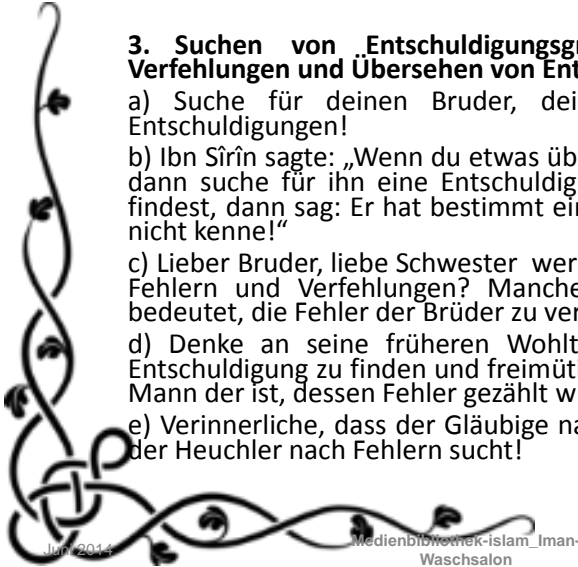 3. Suchen von Entschuldigungsgr
Verfehlungen und Übersehen von Ent
a) Suche für deinen Bruder, dei
Entschuldigungen!
b) Ibn Sîrîn sagte: „Wenn du etwas üb
dann suche für ihn eine Entschuldig
findest, dann sag: Er hat bestimmt ei
nicht kenne!“
c) Lieber Bruder, liebe Schwester wer
Fehlern und Verfehlungen? Manche
bedeutet, die Fehler der Brüder zu ver
d) Denke an seine früheren Wohlt
Entschuldigung zu finden und freimüti
Mann der ist, dessen Fehler gezählt w
e) Verinnerliche, dass der Gläubige na
der Heuchler nach Fehlern sucht!
Juni 2014
Medienbibliothek-islam_Iman-
Waschsalon